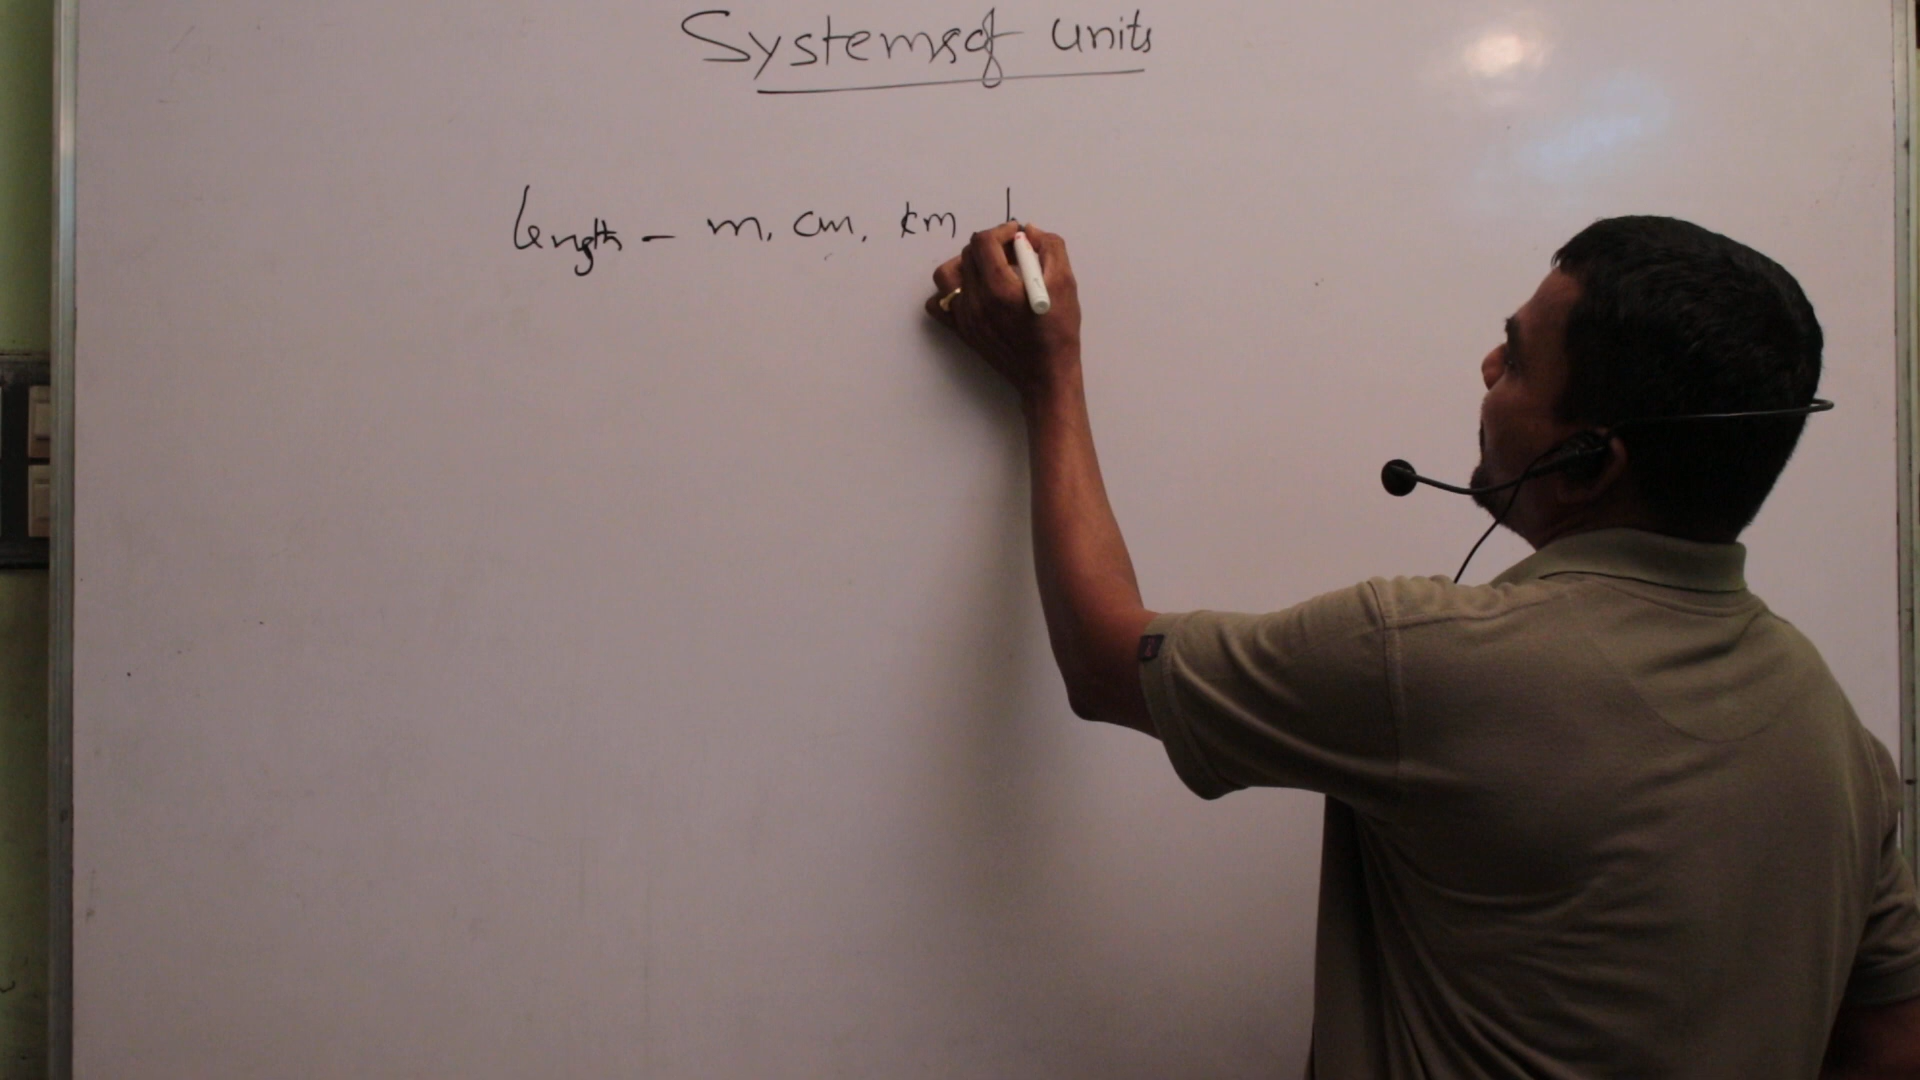 Systems of units
Length - m, cm, km